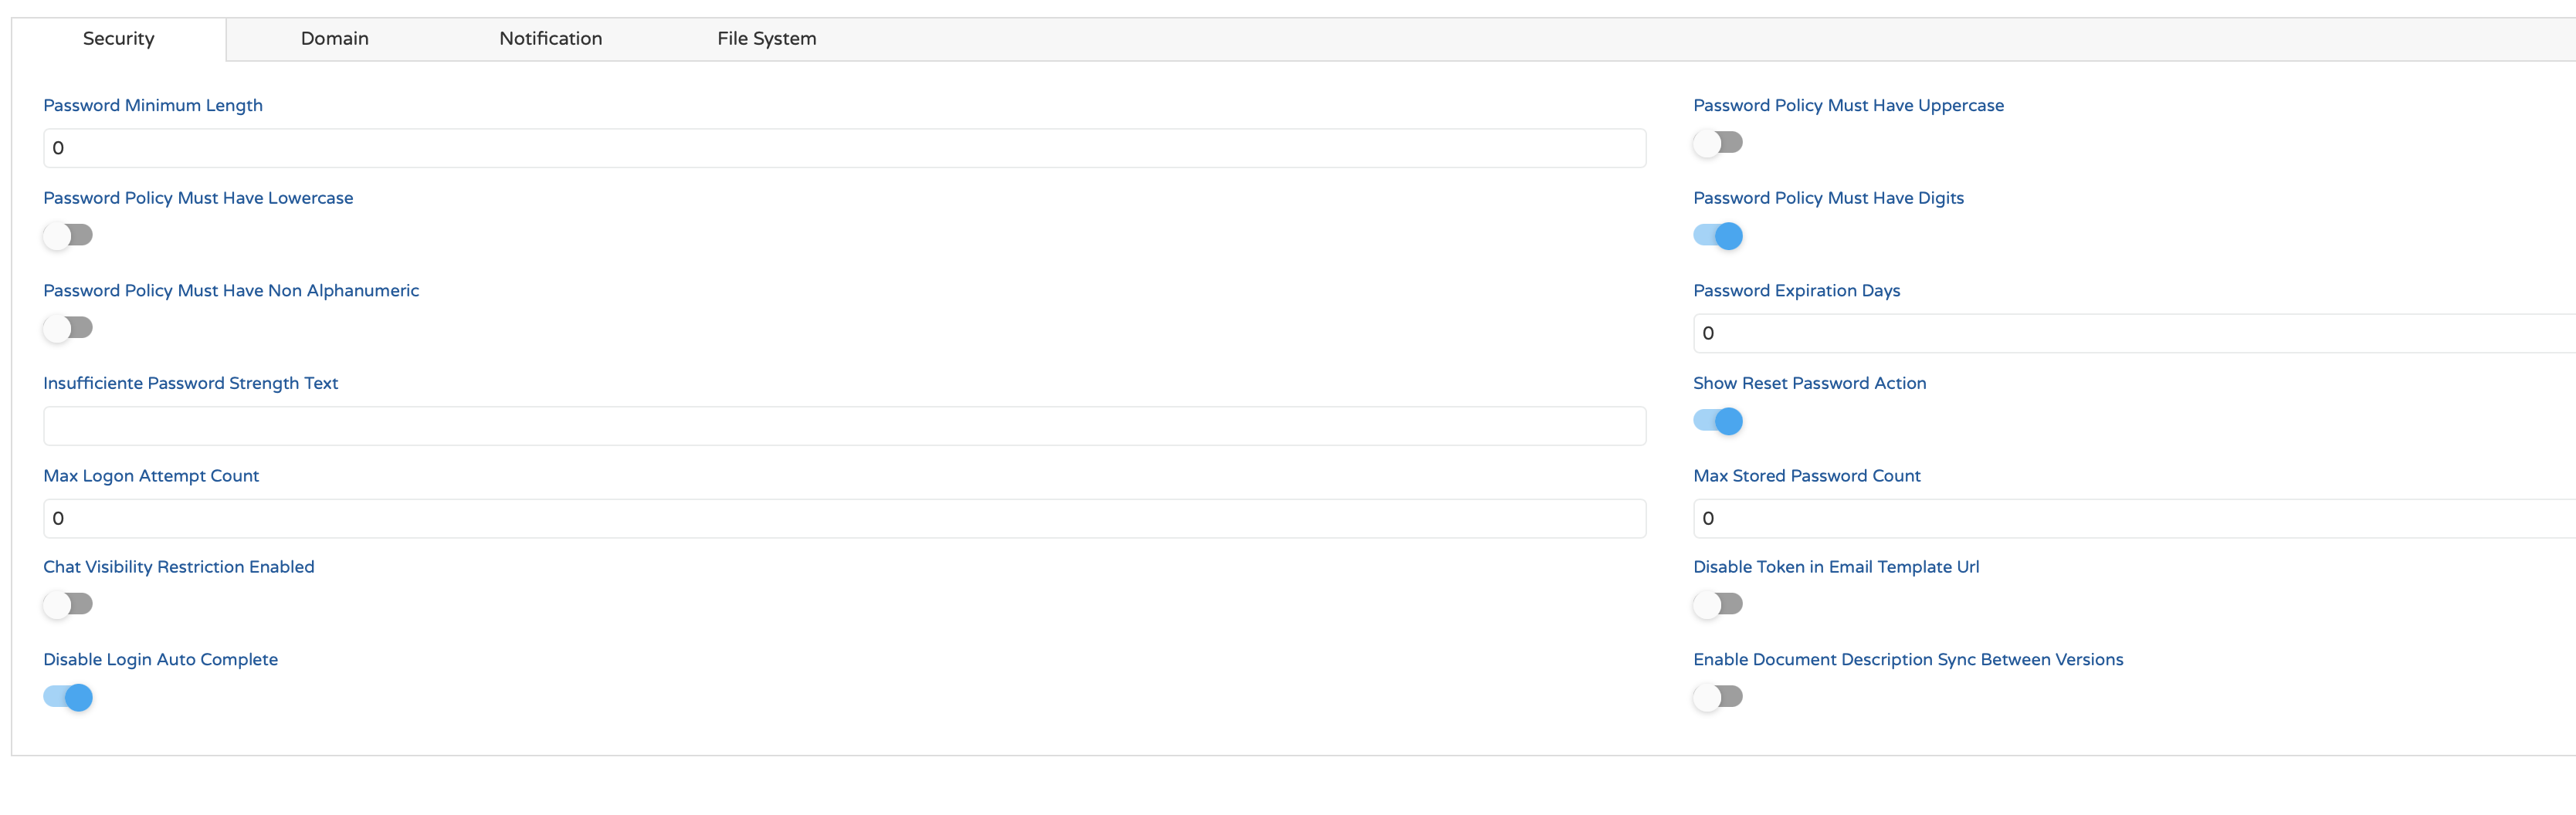 Security Domain Notification File System
Password Minimum Length Password Policy Must Have Uppercase
0
Password Policy Must Have Lowercase Password Policy Must Have Digits
Password Policy Must Have Non Alphanumeric Password Expiration Days
0
Insufficiente Password Strength Text Show Reset Password Action
Max Logon Attempt Count Max Stored Password Count
0 0
Chat Visibility Restriction Enabled Disable Token in Email Template Url
Disable Login Auto Complete Enable Document Description Sync Between Versions